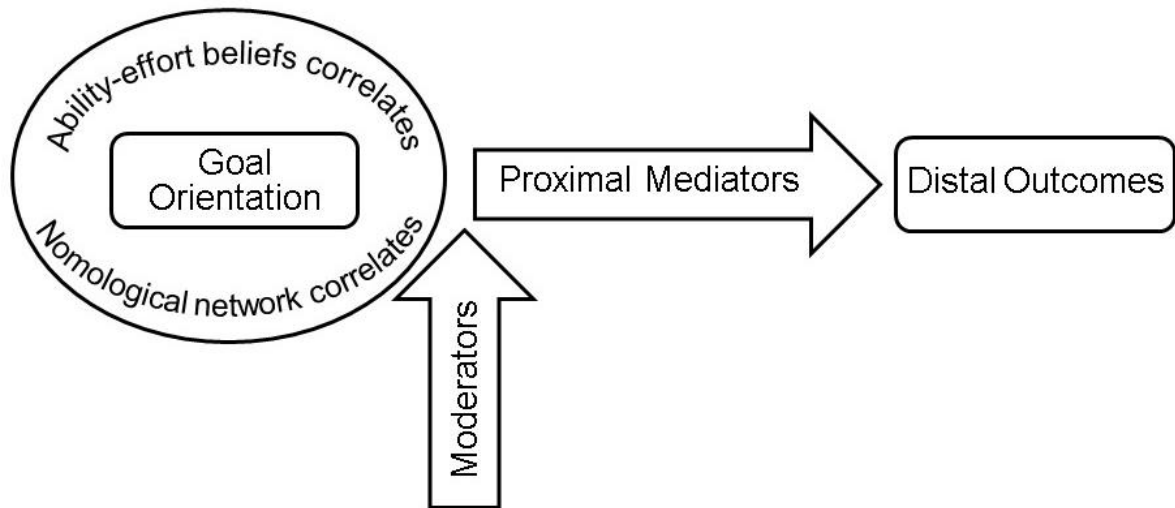 Ability-effort beliefs correlates
Goal
Orientation
Nomological network correlates
Proximal Mediators
Distal Outcomes
Moderators